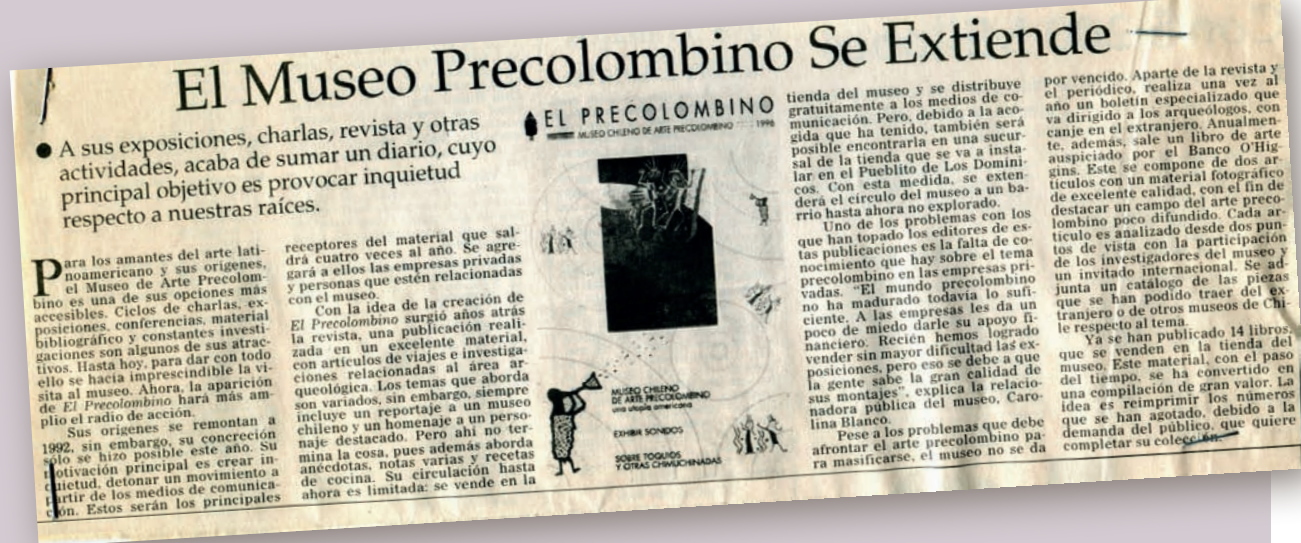 El Museo Precolombino Se Extiende
● A sus exposiciones, charlas, revista y otras
actividades, acaba de sumar un diario, cuyo
principal objetivo es provocar inquietud
respecto a nuestras raíces.
Para los amantes del arte lati-
noamericano y sus orígenes,
el Museo de Arte Precolom-
bino es una de sus opciones más
accesibles. Ciclos de charlas, ex-
posiciones, conferencias, material
bibliográfico y constantes investi-
gaciones son algunos de sus atrac-
tivos. Hasta hoy, para dar con todo
ello se hacía imprescindible la vi-
sita al museo. Ahora, la aparición
de El Precolombino hará más am-
plio el radio de acción.
Sus orígenes se remontan a
1992, sin embargo, su concreción
sólo se hizo posible este año. Su
motivación principal es crear in-
quietud, detonar un movimiento a
partir de los medios de comunica-
ción. Estos serán los principales
receptores del material que sal-
drá cuatro veces al año. Se agre-
gará a ellos las empresas privadas
y personas que estén relacionadas
con el museo.
Con la idea de la creación de
El Precolombino surgió años atrás
la revista, una publicación reali-
zada en un excelente material,
con artículos de viajes e investiga-
ciones relacionadas al área ar-
queológica. Los temas que aborda
son variados, sin embargo, siempre
incluye un reportaje a un museo
chileno y un homenaje a un perso-
naje destacado. Pero ahí no ter-
mina la cosa, pues además aborda
anécdotas, notas varias y recetas
de cocina. Su circulación hasta
ahora es limitada: se vende en la
EL PRECOLOMBINO
MUSEO CHILENO DE ARTE PRECOLOMBINO 1996
MUSEO CHILENO
DE ARTE PRECOLOMBINO
una utopía americana
EXHIBIR SONIDOS
SOBRE TOQUIOS
Y OTRAS CHIMUCHINADAS
tienda del museo y se distribuye
gratuitamente a los medios de co-
municación. Pero, debido a la aco-
gida que ha tenido, también será
posible encontrarla en una sucur-
sal de la tienda que se va a insta-
lar en el Pueblito de Los Domini-
cos. Con esta medida, se exten-
derá el círculo del museo a un ba-
rrio hasta ahora no explorado.
Uno de los problemas con los
que han topado los editores de es-
tas publicaciones es la falta de co-
nocimiento que hay sobre el tema
precolombino en las empresas pri-
vadas. "El mundo precolombino
no ha madurado todavía lo sufi-
ciente. A las empresas les da un
poco de miedo darle su apoyo fi-
nanciero. Recién hemos logrado
vender sin mayor dificultad las ex-
posiciones, pero eso se debe a que
la gente sabe la gran calidad de
sus montajes", explica la relacio-
nadora pública del museo, Caro-
lina Blanco.
Pese a los problemas que debe
afrontar el arte precolombino pa-
ra masificarse, el museo no se da
por vencido. Aparte de la revista y
el periódico, realiza una vez al
año un boletín especializado que
va dirigido a los arqueólogos, con
canje en el extranjero. Anualmen-
te, además, sale un libro de arte
auspiciado por el Banco O'Hig-
gins. Este se compone de dos ar-
tículos con un material fotográfico
de excelente calidad, con el fin de
destacar un campo del arte preco-
lombino poco difundido. Cada ar-
tículo es analizado desde dos pun-
tos de vista con la participación
de los investigadores del museo y
un invitado internacional. Se ad-
junta un catálogo de las piezas
que se han podido traer del ex-
tranjero o de otros museos de Chi-
le respecto al tema.
Ya se han publicado 14 libros,
que se venden en la tienda del
museo. Este material, con el paso
del tiempo, se ha convertido en
una compilación de gran valor. La
idea es reimprimir los números
que se han agotado, debido a la
demanda del público, que quiere
completar su colección.